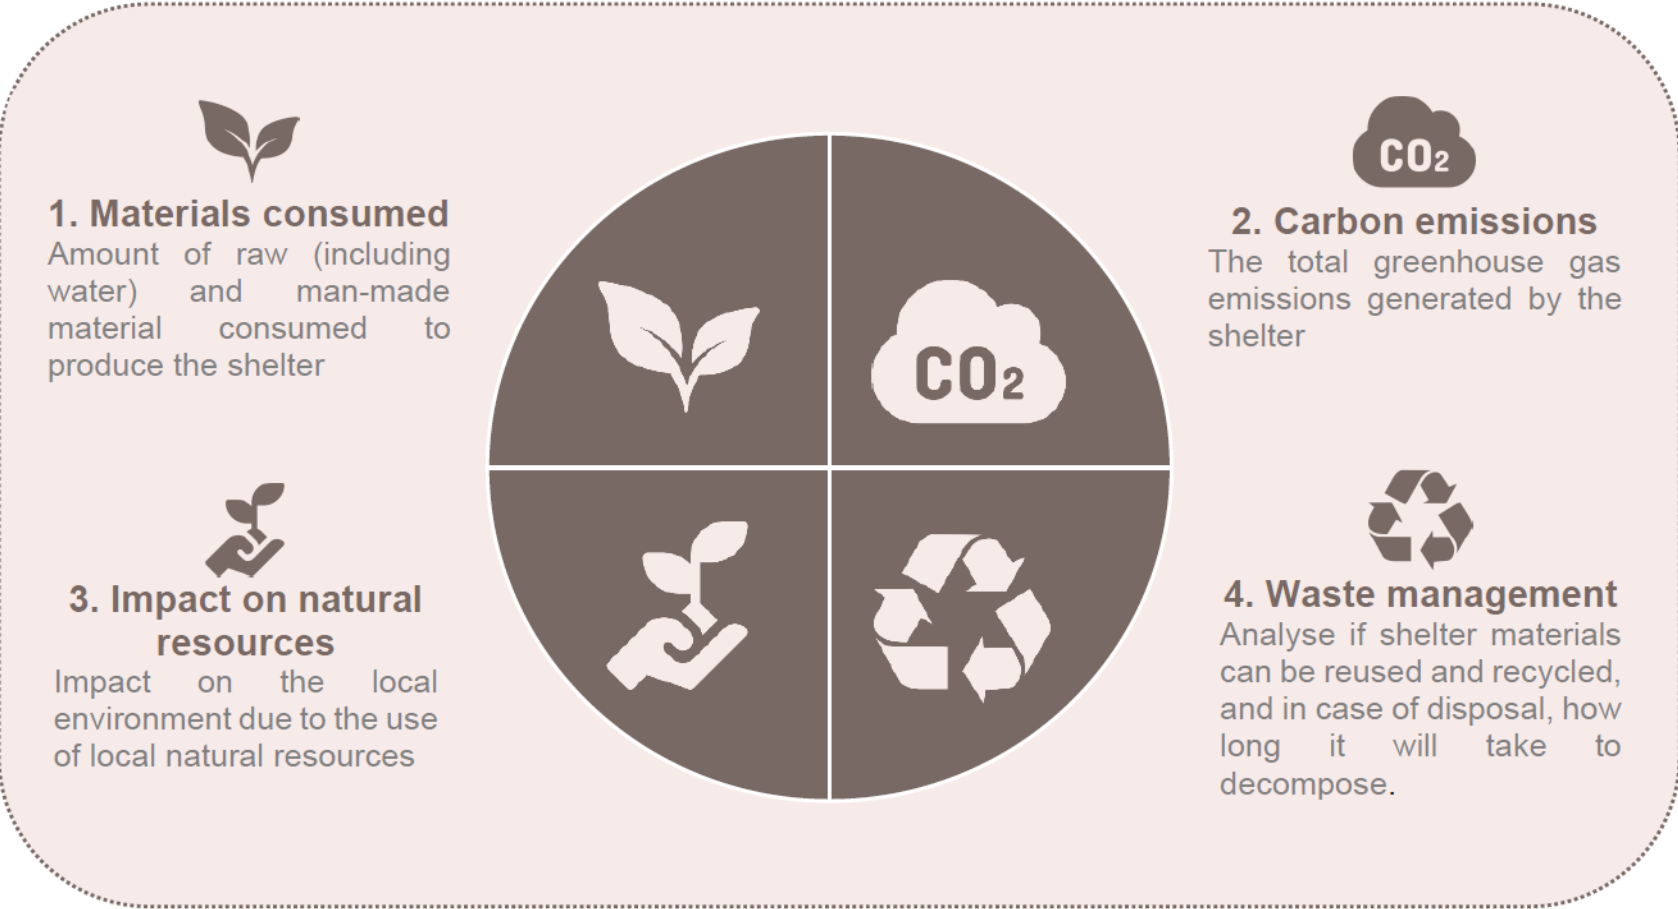 CO2
1. Materials consumed
Amount of raw (including
water) and man-made
material consumed to
produce the shelter
2. Carbon emissions
The total greenhouse gas
emissions generated by the
shelter
CO2
3. Impact on natural
resources
Impact on the local
environment due to the use
of local natural resources
4. Waste management
Analyse if shelter materials
can be reused and recycled,
and in case of disposal, how
long it will take to
decompose.